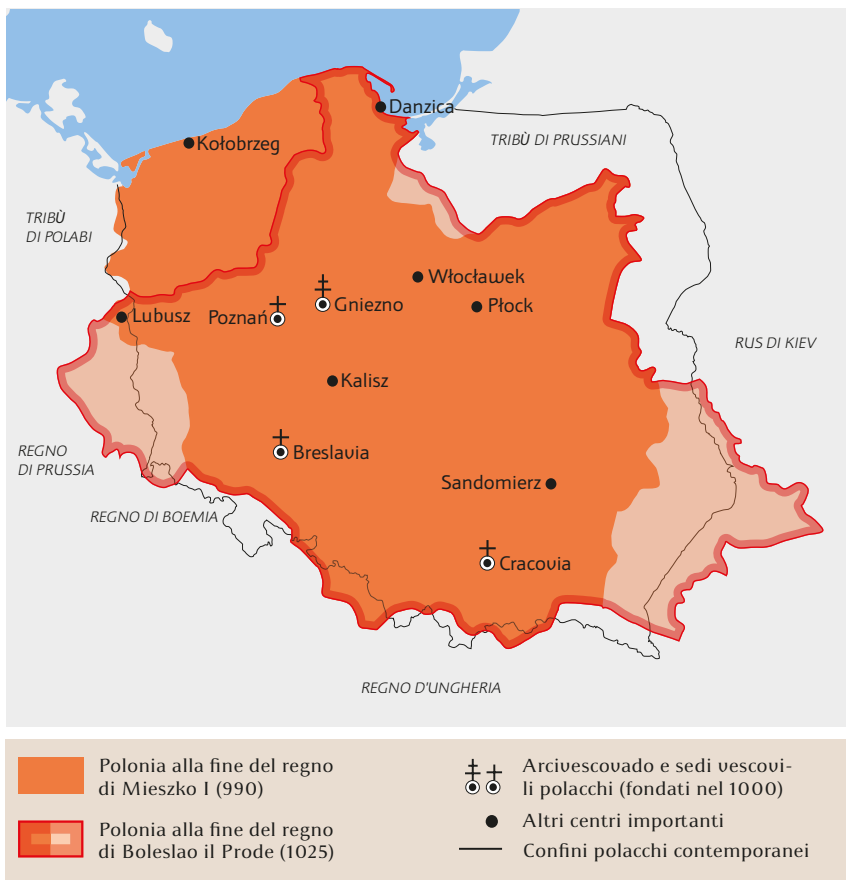 Danzica
Kołobrzeg
TRIBÙ DI PRUSSIANI
TRIBÙ
DI POLABI
Włocławek
Gniezno
Płock
Lubusz
Poznań
RUS DI KIEV
Kalisz
REGNO
DI PRUSSIA
Breslavia
Sandomierz
REGNO DI BOEMIA
Cracovia
REGNO D'UNGHERIA
Polonia alla fine del regno
di Mieszko I (990)
Polonia alla fine del regno
di Boleslao il Prode (1025)
Arcivescovado e sedi vescovi-
li polacchi (fondati nel 1000)
Altri centri importanti
Confini polacchi contemporanei